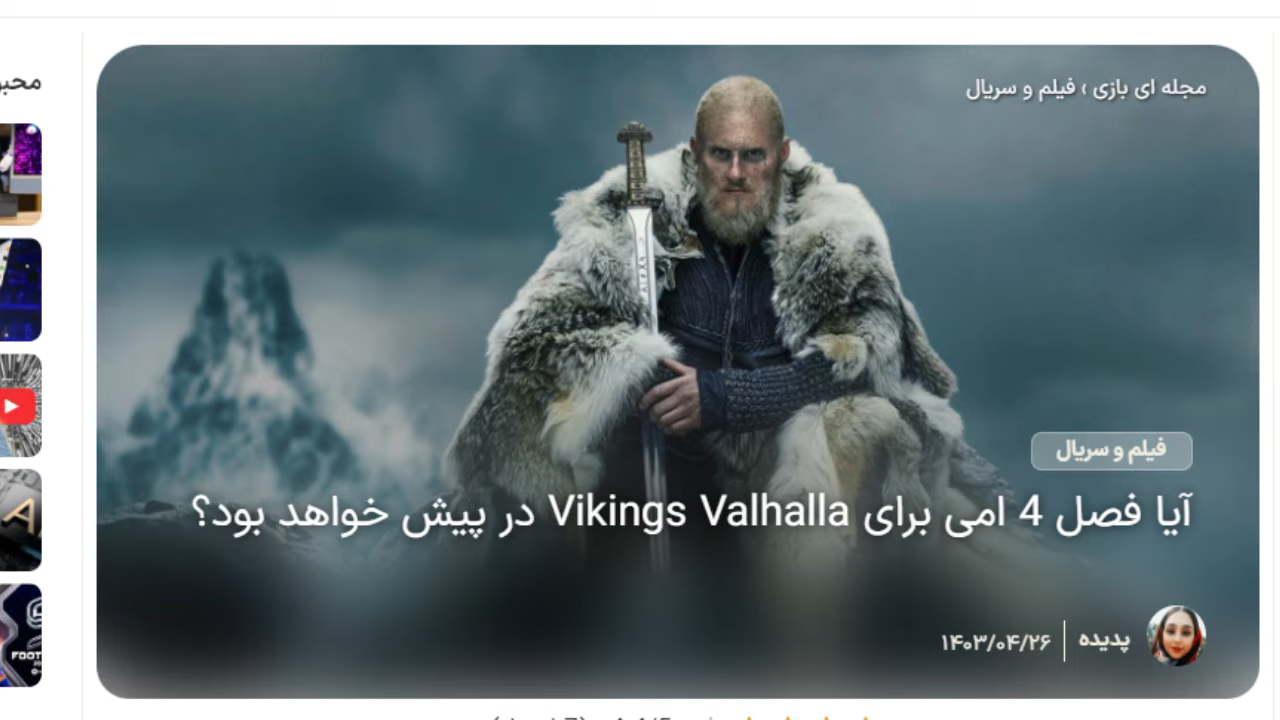 مجله ای بازی › فیلم و سریال
فیلم و سریال
آیا فصل 4 امی برای Vikings Valhalla در پیش خواهد بود؟
پدیده
۱۴۰۳/۰۴/۲۶
FOOT